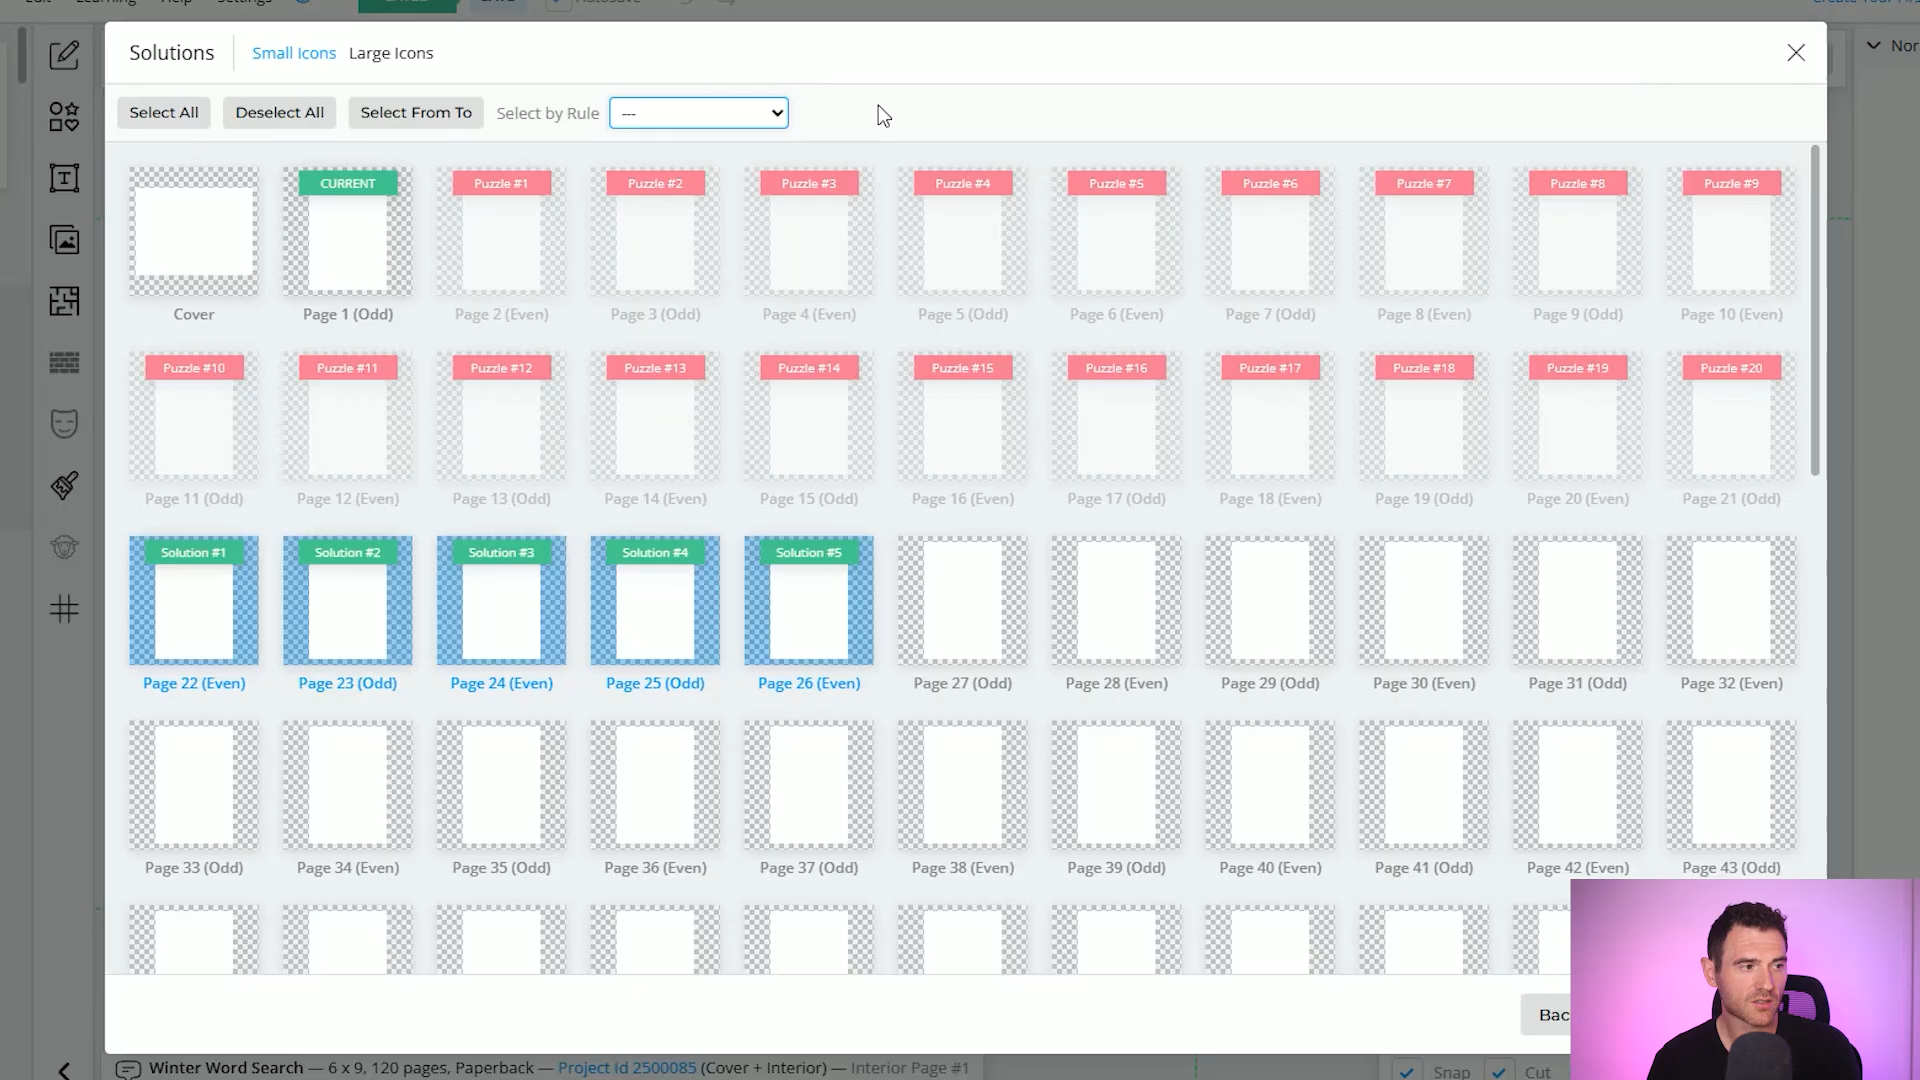 Edit Learning Help Settings Autosave
Create Your Firs
Nor
Solutions Small Icons Large Icons
Select All Deselect All Select From To Select by Rule ---
CURRENT Puzzle #1 Puzzle #2 Puzzle #3 Puzzle #4 Puzzle #5 Puzzle #6 Puzzle #7 Puzzle #8 Puzzle #9
Cover Page 1 (Odd) Page 2 (Even) Page 3 (Odd) Page 4 (Even) Page 5 (Odd) Page 6 (Even) Page 7 (Odd) Page 8 (Even) Page 9 (Odd) Page 10 (Even)
Puzzle #10 Puzzle #11 Puzzle #12 Puzzle #13 Puzzle #14 Puzzle #15 Puzzle #16 Puzzle #17 Puzzle #18 Puzzle #19 Puzzle #20
Page 11 (Odd) Page 12 (Even) Page 13 (Odd) Page 14 (Even) Page 15 (Odd) Page 16 (Even) Page 17 (Odd) Page 18 (Even) Page 19 (Odd) Page 20 (Even) Page 21 (Odd)
Solution #1 Solution #2 Solution #3 Solution #4 Solution #5
Page 22 (Even) Page 23 (Odd) Page 24 (Even) Page 25 (Odd) Page 26 (Even) Page 27 (Odd) Page 28 (Even) Page 29 (Odd) Page 30 (Even) Page 31 (Odd) Page 32 (Even)
Page 33 (Odd) Page 34 (Even) Page 35 (Odd) Page 36 (Even) Page 37 (Odd) Page 38 (Even) Page 39 (Odd) Page 40 (Even) Page 41 (Odd) Page 42 (Even) Page 43 (Odd)
Bac
Winter Word Search — 6 x 9, 120 pages, Paperback — Project Id 2500085 (Cover + Interior) — Interior Page #1
Snap Cut